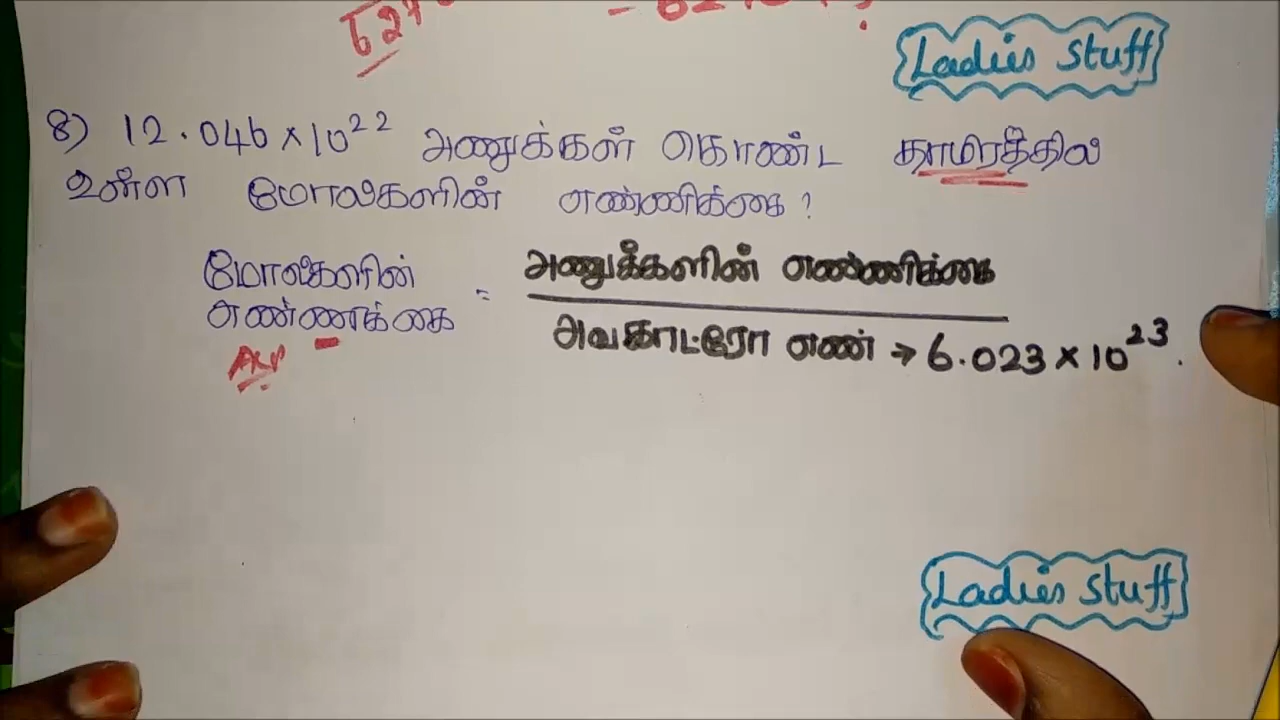 Ladies Stuff
8) 12.046 × 10²² அணுக்கள் கொண்ட தாமிரத்தில்
உள்ள மோல்களின் எண்ணிக்கை?
மோல்களின் எண்ணிக்கை = அணுக்களின் எண்ணிக்கை
அவகாட்ரோ எண் → 6.023 × 10²³.
Ladies Stuff